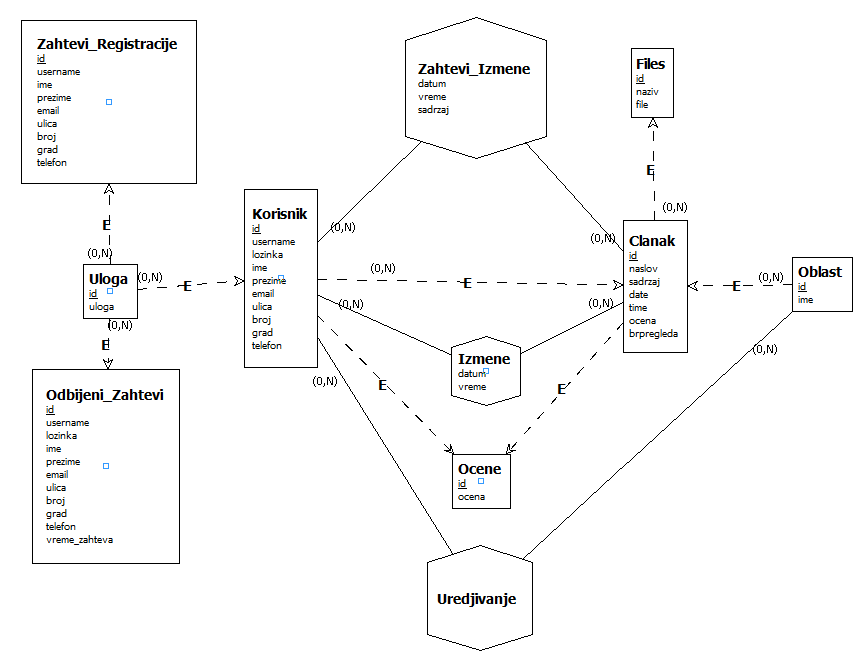 Zahtevi_Registracije
id
username
ime
prezime
email
ulica
broj
grad
telefon
Zahtevi_Izmene
datum
vreme
sadrzaj
Files
id
naziv
file
E
E
(0,N)
(0,N)
(0,N)
(0,N)
Korisnik
id
username
lozinka
ime
prezime
email
ulica
broj
grad
telefon
Clanak
id
naslov
sadrzaj
date
time
ocena
brpregleda
Uloga
id
uloga
(0,N)
E
(0,N)
E
E
(0,N)
Oblast
id
ime
(0,N)
(0,N)
(0,N)
E
Izmene
datum
vreme
(0,N)
(0,N)
E
E
Odbijeni_Zahtevi
id
username
lozinka
ime
prezime
email
ulica
broj
grad
telefon
vreme_zahteva
Ocene
id
ocena
Uredjivanje